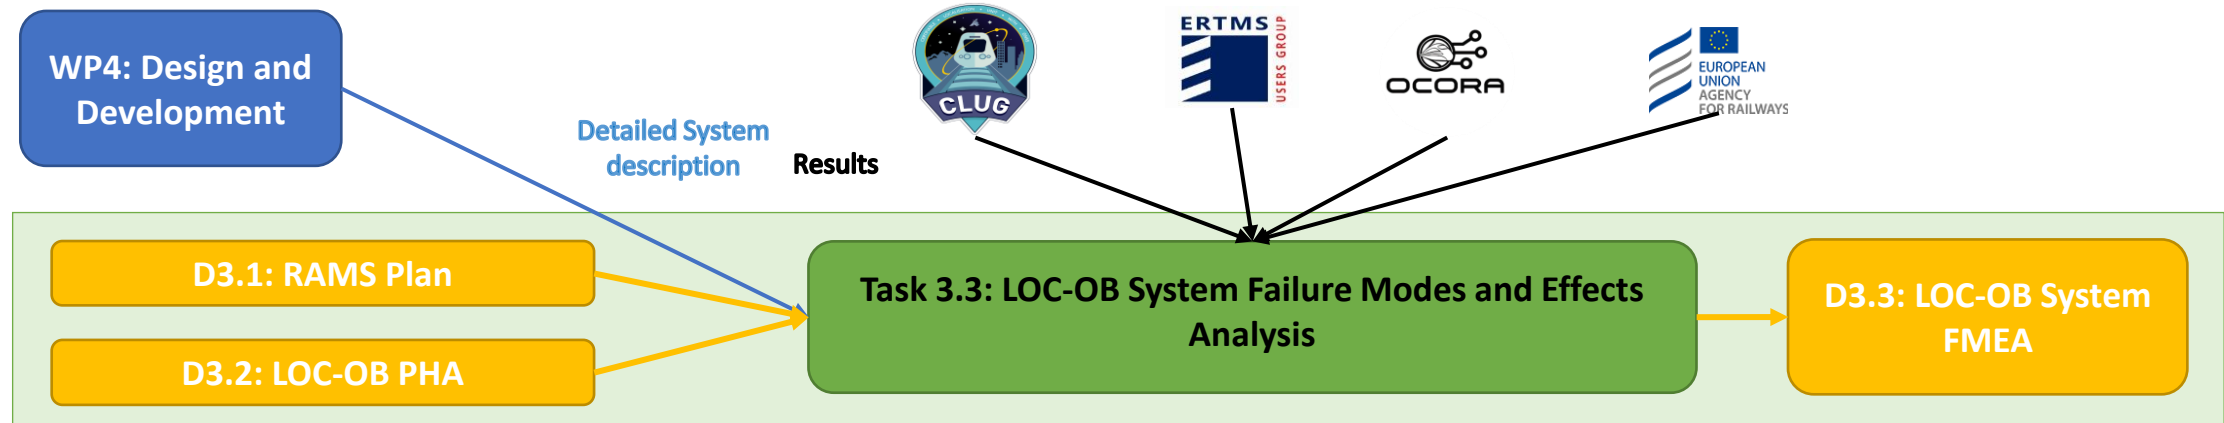 WP4: Design and
Development
Detailed System
description
Results
CLUG
ERTMS
USERS GROUP
OCORA
EUROPEAN
UNION
AGENCY
FOR RAILWAYS
D3.1: RAMS Plan
D3.2: LOC-OB PHA
Task 3.3: LOC-OB System Failure Modes and Effects
Analysis
D3.3: LOC-OB System
FMEA